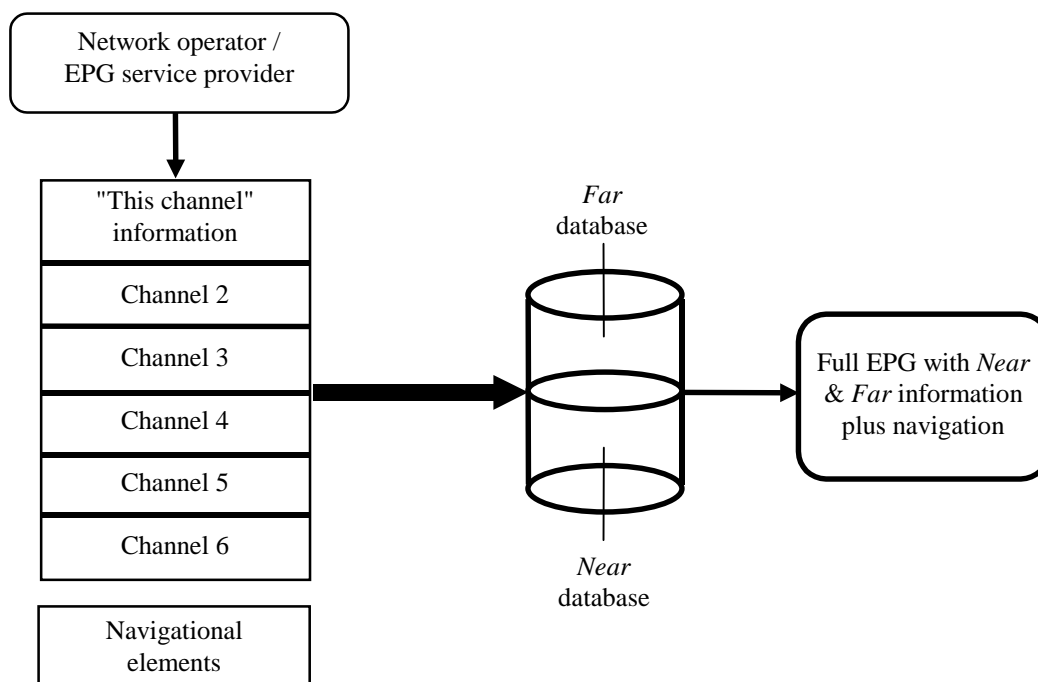 Network operator /
EPG service provider
"This channel"
information
Channel 2
Channel 3
Channel 4
Channel 5
Channel 6
Navigational
elements
Far
database
Near
database
Full EPG with Near
& Far information
plus navigation